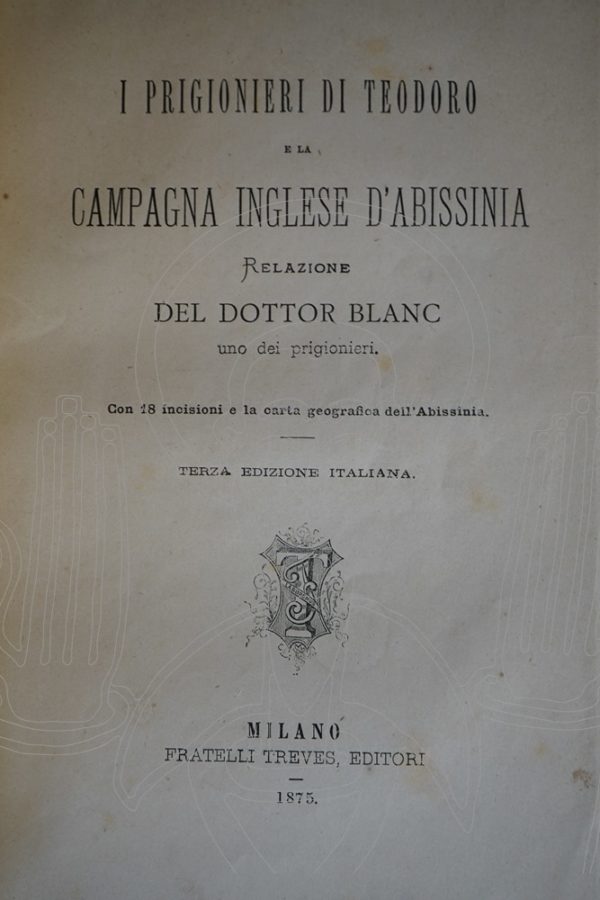 I PRIGIONIERI DI TEODORO
E LA
CAMPAGNA INGLESE D'ABISSINIA
RELAZIONE
DEL DOTTOR BLANC
uno dei prigionieri.
Con 18 incisioni e la carta geografica dell'Abissinia.
TERZA EDIZIONE ITALIANA.
MILANO
FRATELLI TREVES, EDITORI
1875.